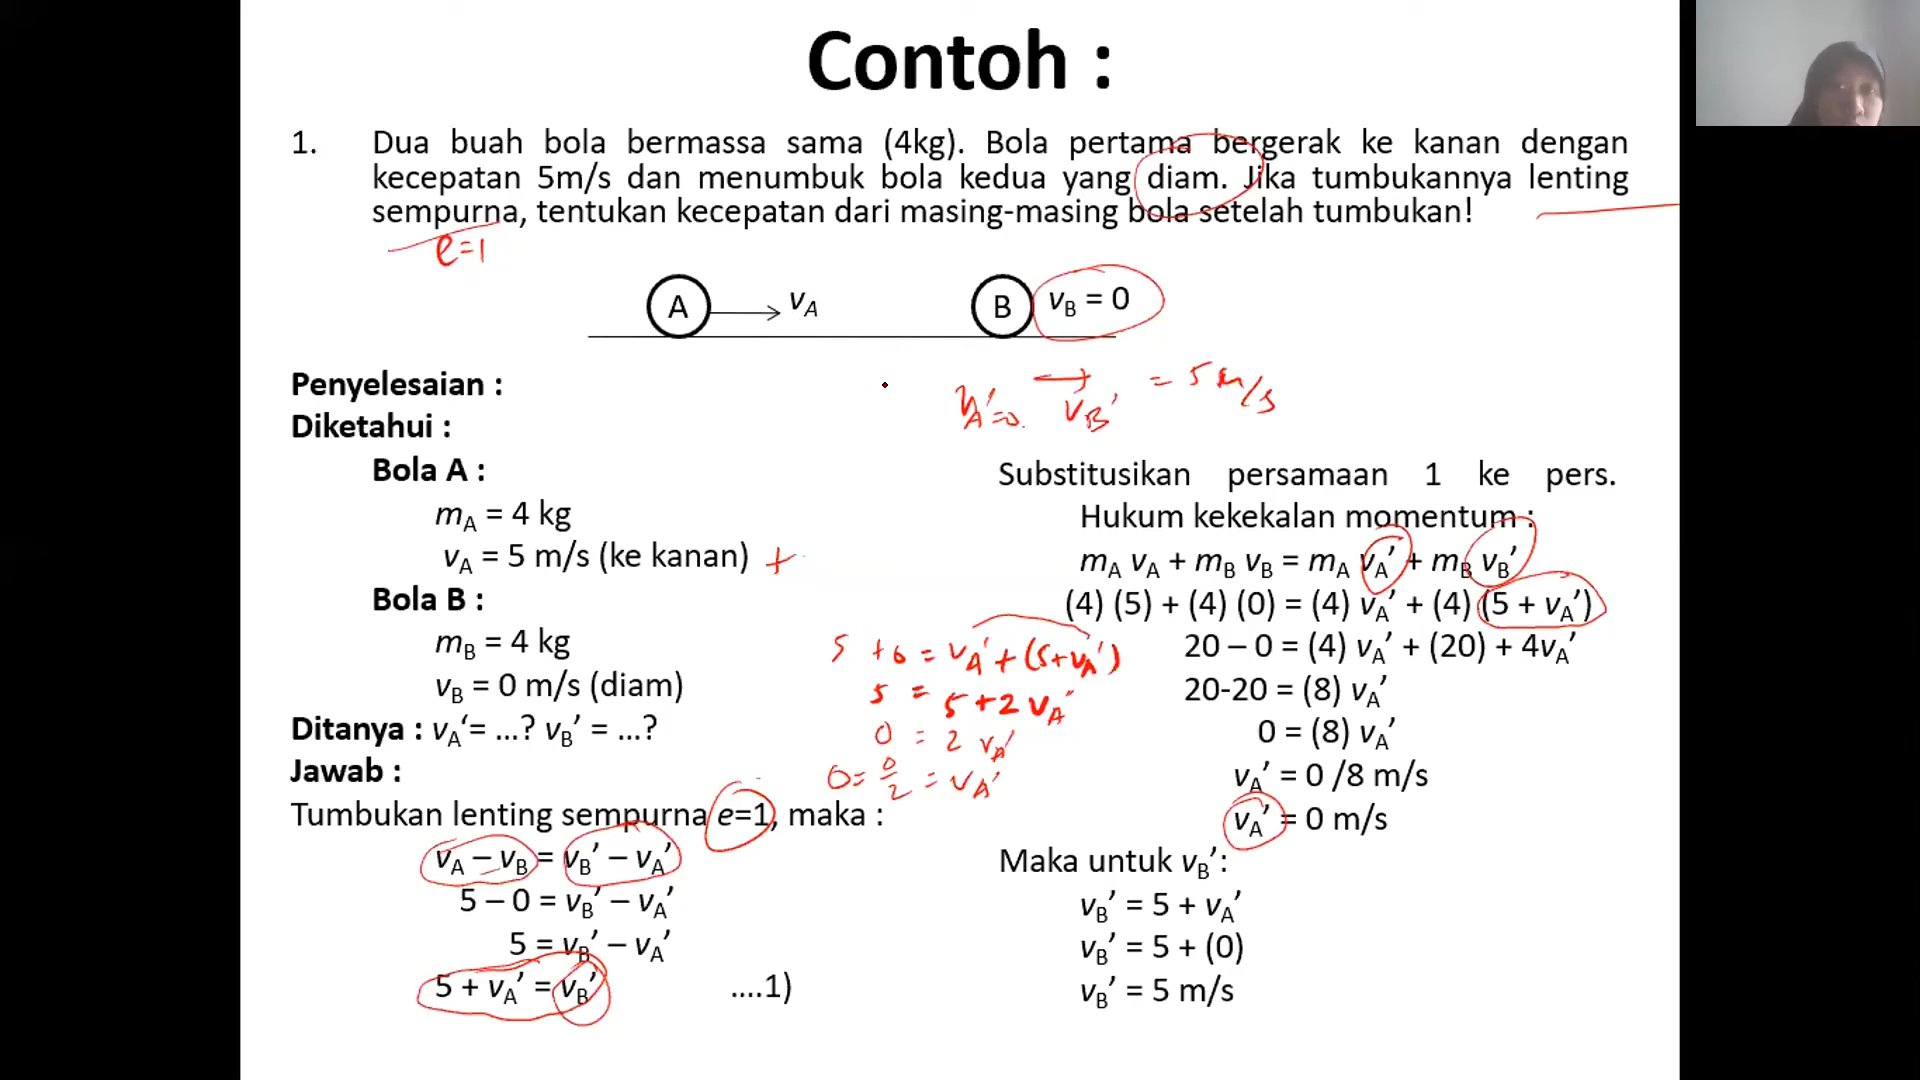 Contoh :
1. Dua buah bola bermassa sama (4kg). Bola pertama bergerak ke kanan dengan
kecepatan 5m/s dan menumbuk bola kedua yang diam. Jika tumbukannya lenting
sempurna, tentukan kecepatan dari masing-masing bola setelah tumbukan!
e=1
A vA B vB = 0
vA'=0. vB' = 5 m/s
Penyelesaian :
Diketahui :
Bola A :
mA = 4 kg
vA = 5 m/s (ke kanan) +
Bola B :
mB = 4 kg
vB = 0 m/s (diam)
Ditanya : vA‘= ...? vB’ = ...?
Jawab :
Tumbukan lenting sempurna e=1, maka :
vA – vB = vB’ – vA’
5 – 0 = vB’ – vA’
5 = vB’ – vA’
5 + vA’ = vB’ ....1)
5 + 0 = vA' + (5+vA')
5 = 5+2 vA'
0 = 2 vA'
0 = 0/2 = vA'
Substitusikan persamaan 1 ke pers.
Hukum kekekalan momentum :
mA vA + mB vB = mA vA’ + mB vB’
(4) (5) + (4) (0) = (4) vA’ + (4) (5 + vA’)
20 – 0 = (4) vA’ + (20) + 4vA’
20-20 = (8) vA’
0 = (8) vA’
vA’ = 0 /8 m/s
vA’ = 0 m/s
Maka untuk vB’:
vB’ = 5 + vA’
vB’ = 5 + (0)
vB’ = 5 m/s